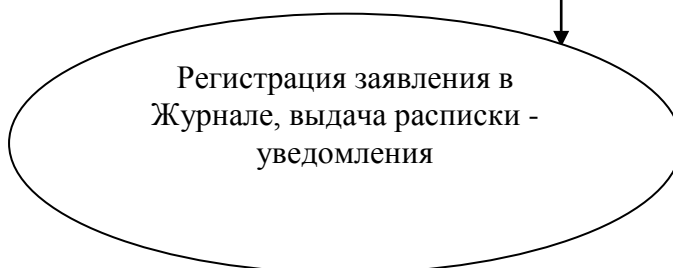 Регистрация заявления в
Журнале, выдача расписки -
уведомления